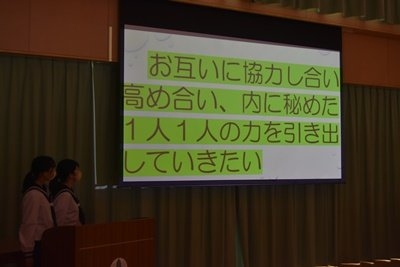 お互いに協力し合い
高め合い、内に秘めた
１人１人の力を引き出
していきたい